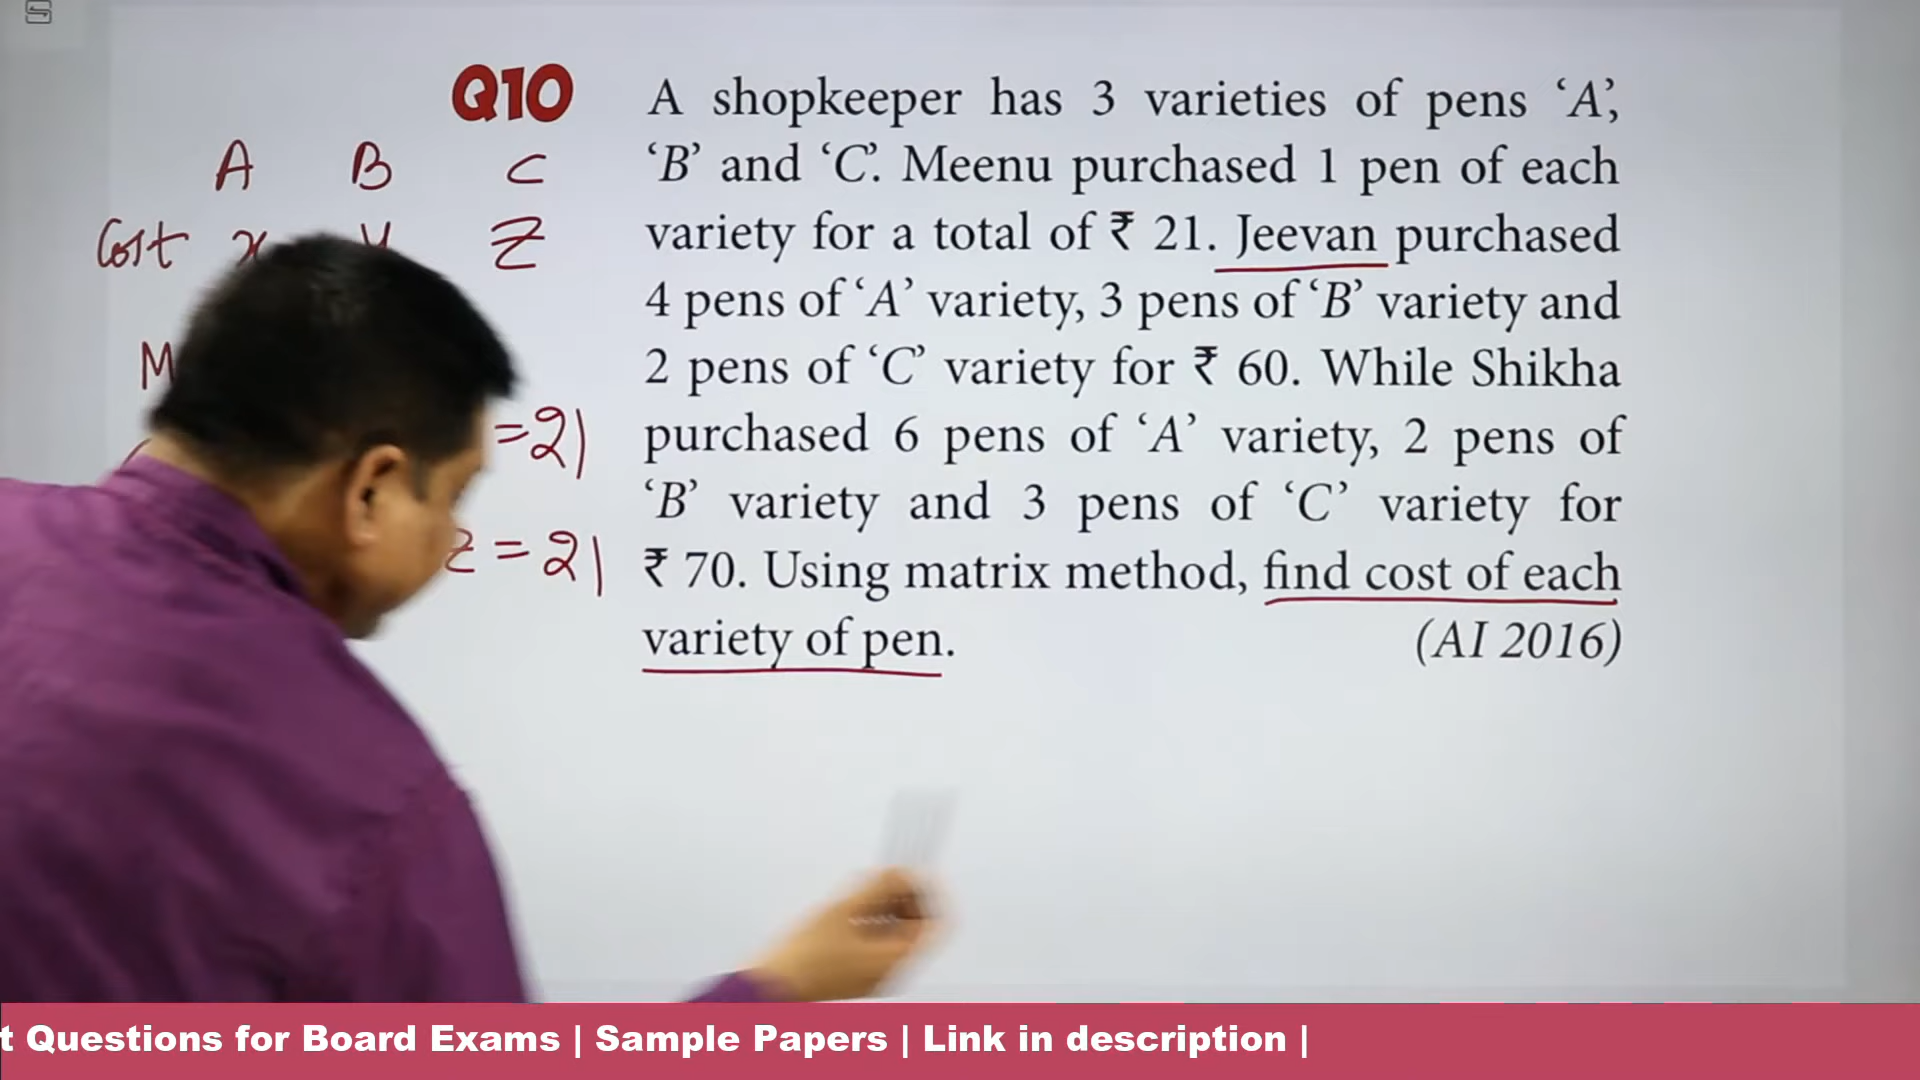 Q10
A shopkeeper has 3 varieties of pens ‘A’,
‘B’ and ‘C’. Meenu purchased 1 pen of each
variety for a total of ₹ 21. Jeevan purchased
4 pens of ‘A’ variety, 3 pens of ‘B’ variety and
2 pens of ‘C’ variety for ₹ 60. While Shikha
purchased 6 pens of ‘A’ variety, 2 pens of
‘B’ variety and 3 pens of ‘C’ variety for
₹ 70. Using matrix method, find cost of each
variety of pen. (AI 2016)
A B C
Cost x y z
M
=21
z = 21
t Questions for Board Exams | Sample Papers | Link in description |